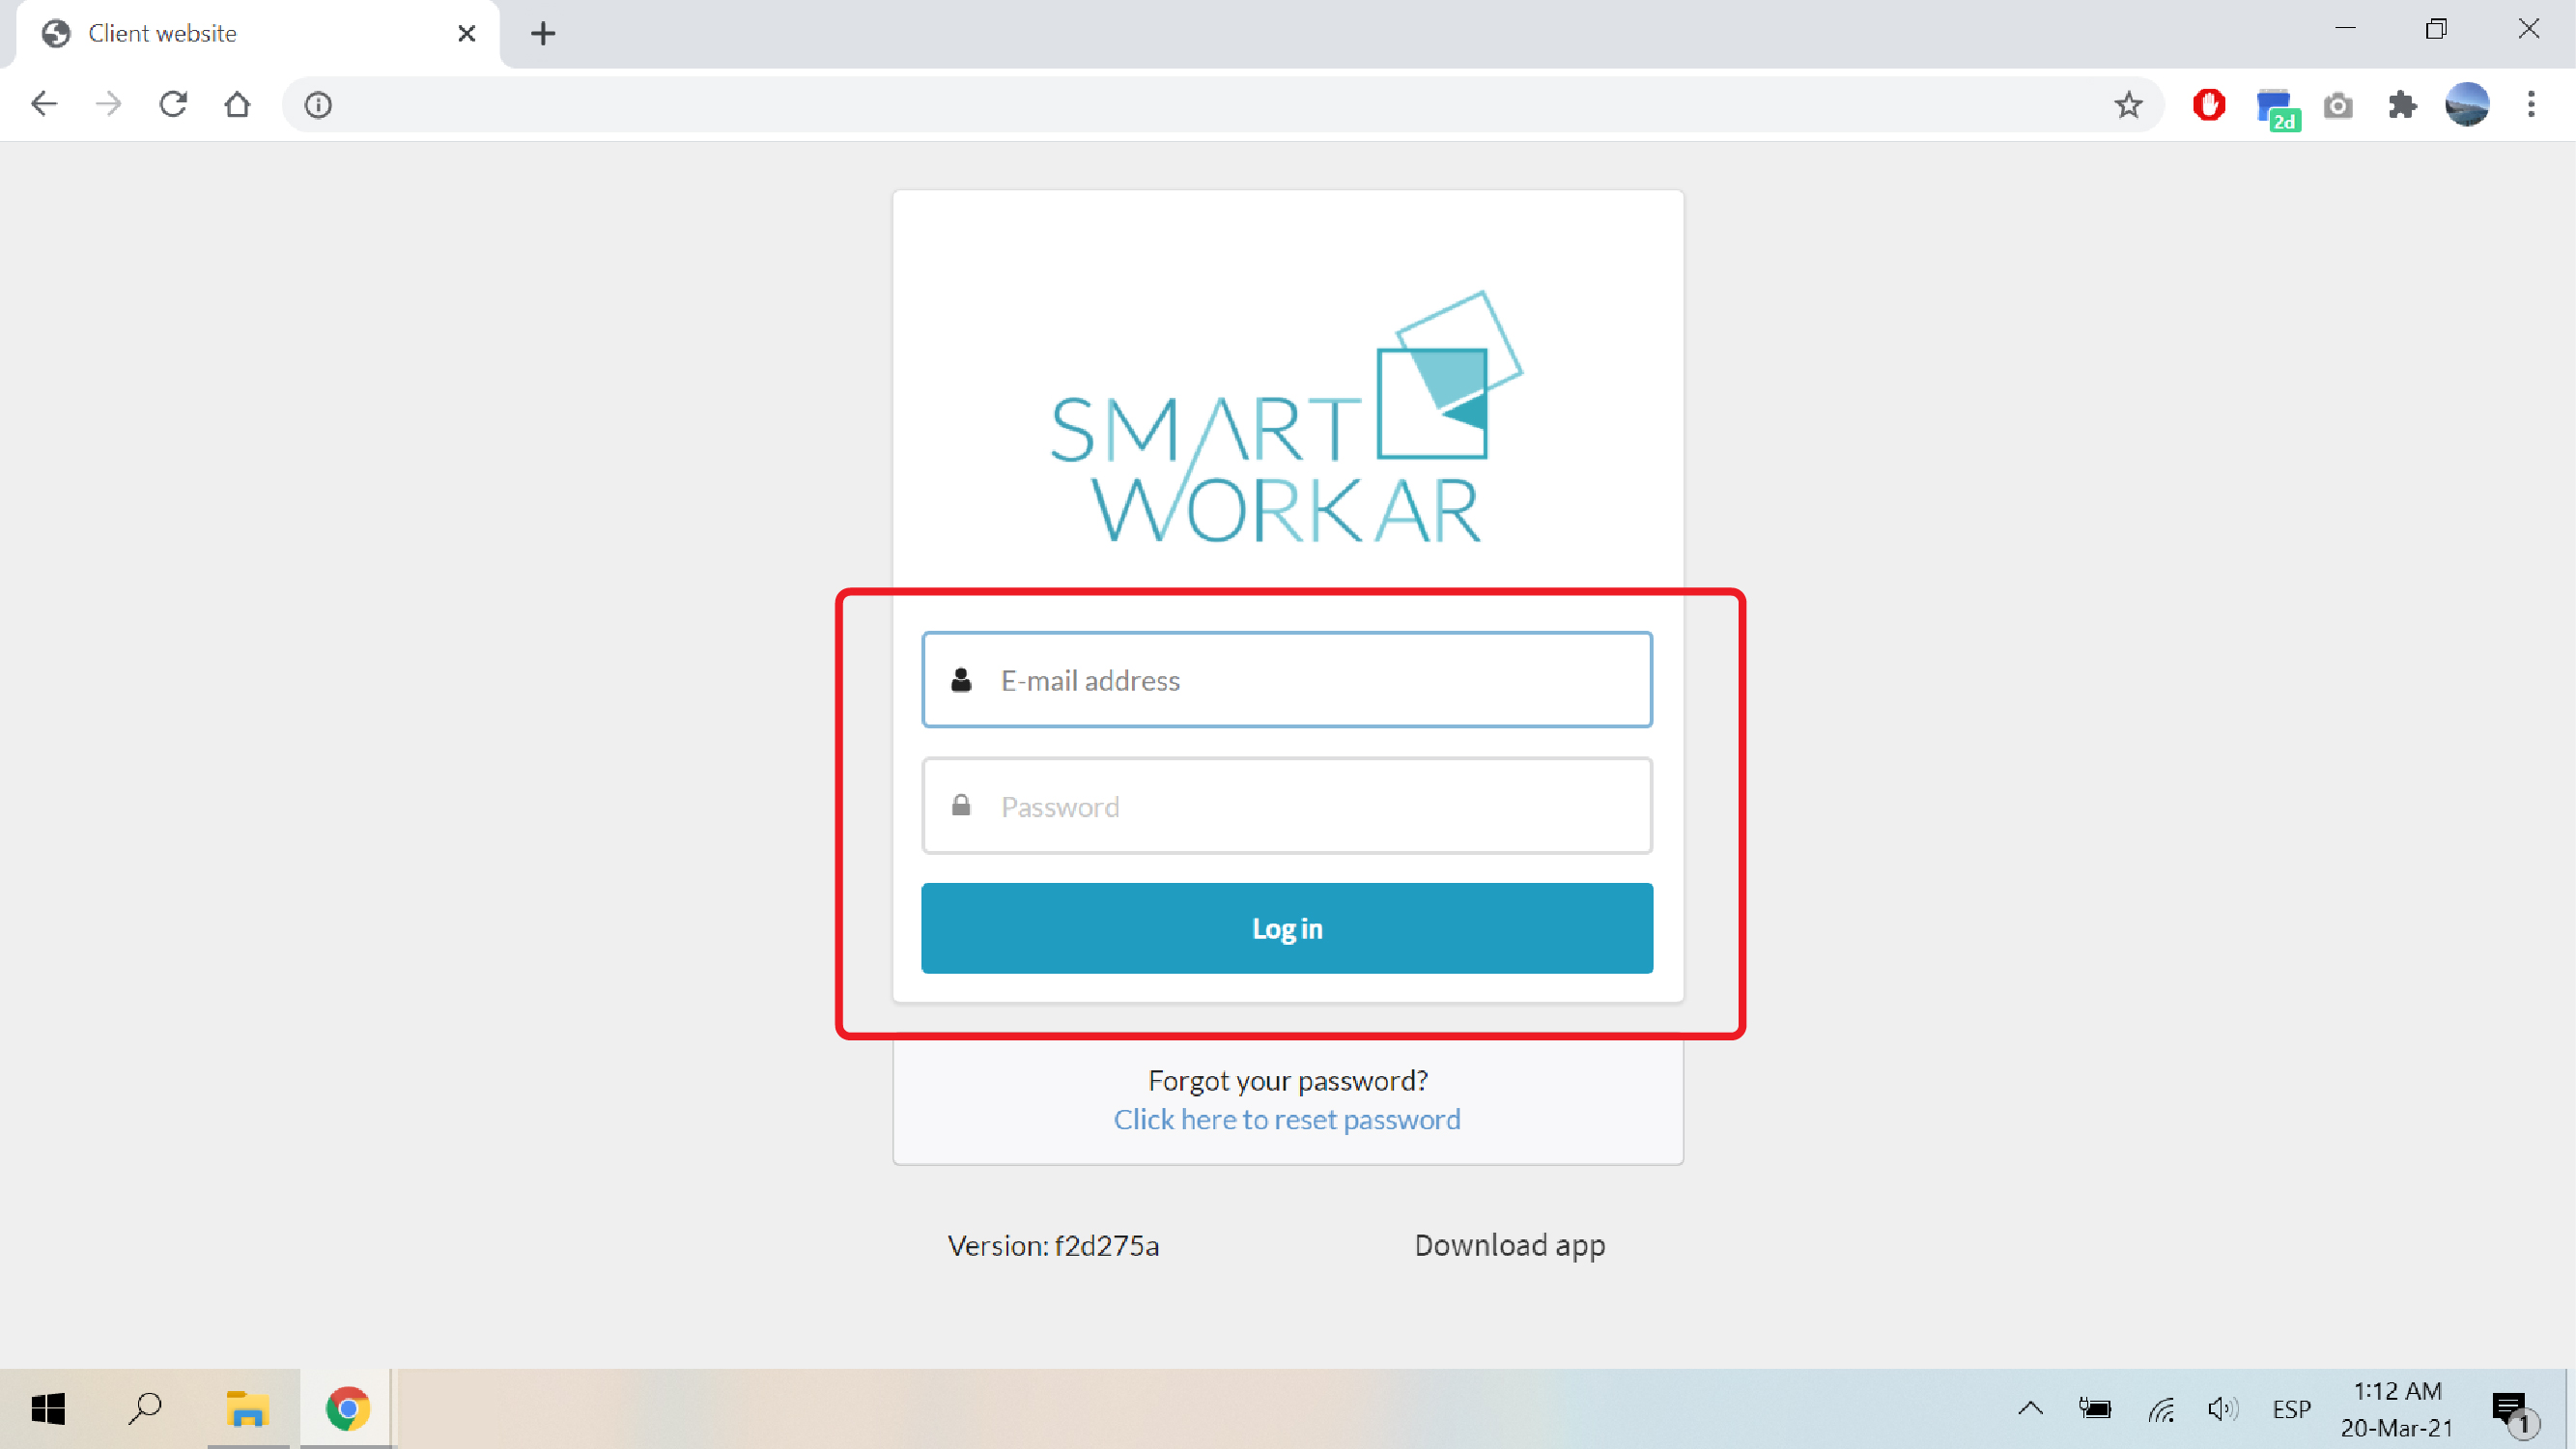 Client website
2d
SMART
WORKAR
E-mail address
Password
Log in
Forgot your password?
Click here to reset password
Version: f2d275a
Download app
ESP
1:12 AM
20-Mar-21
1